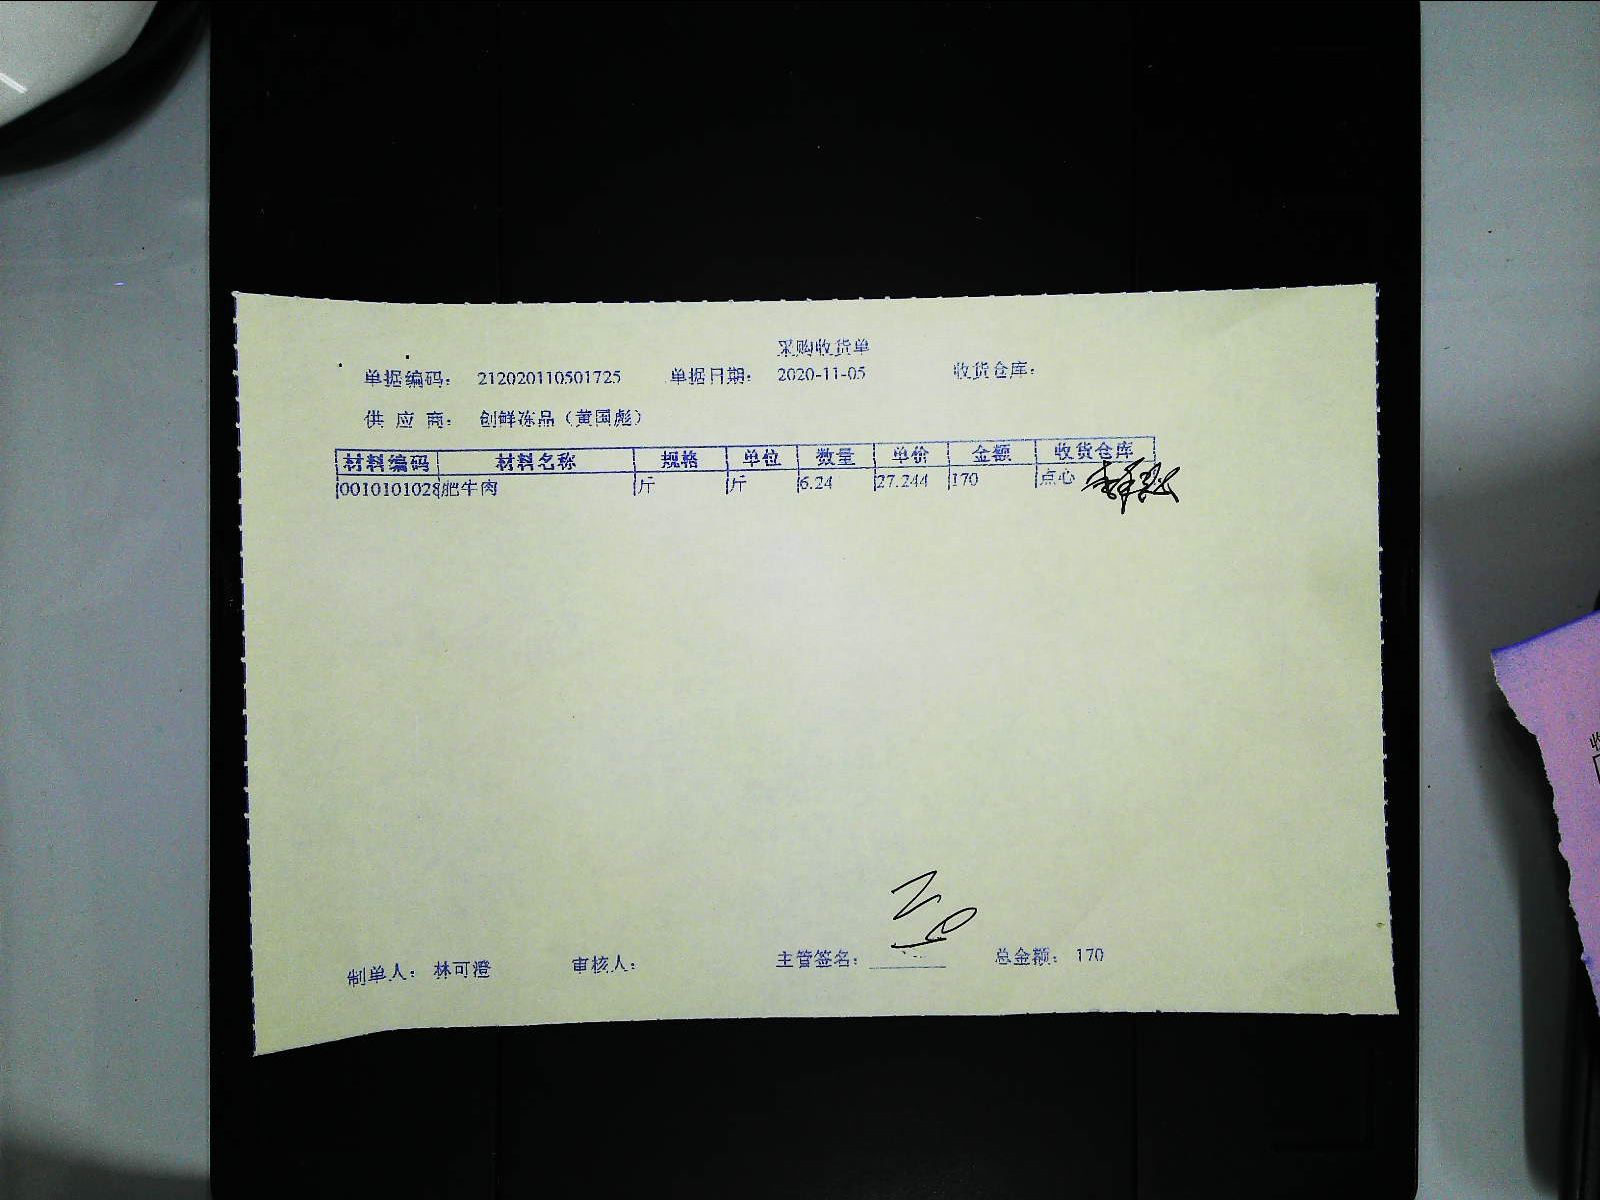 采购收货单
单据编码： 212020110501725 单据日期： 2020-11-05 收货仓库：
供 应 商： 创鲜冻品（黄国彪）
材料编码 材料名称 规格 单位 数量 单价 金额 收货仓库
0010101028 肥牛肉 斤 斤 6.24 27.244 170 点心
制单人： 林可澄 审核人： 主管签名： 总金额： 170